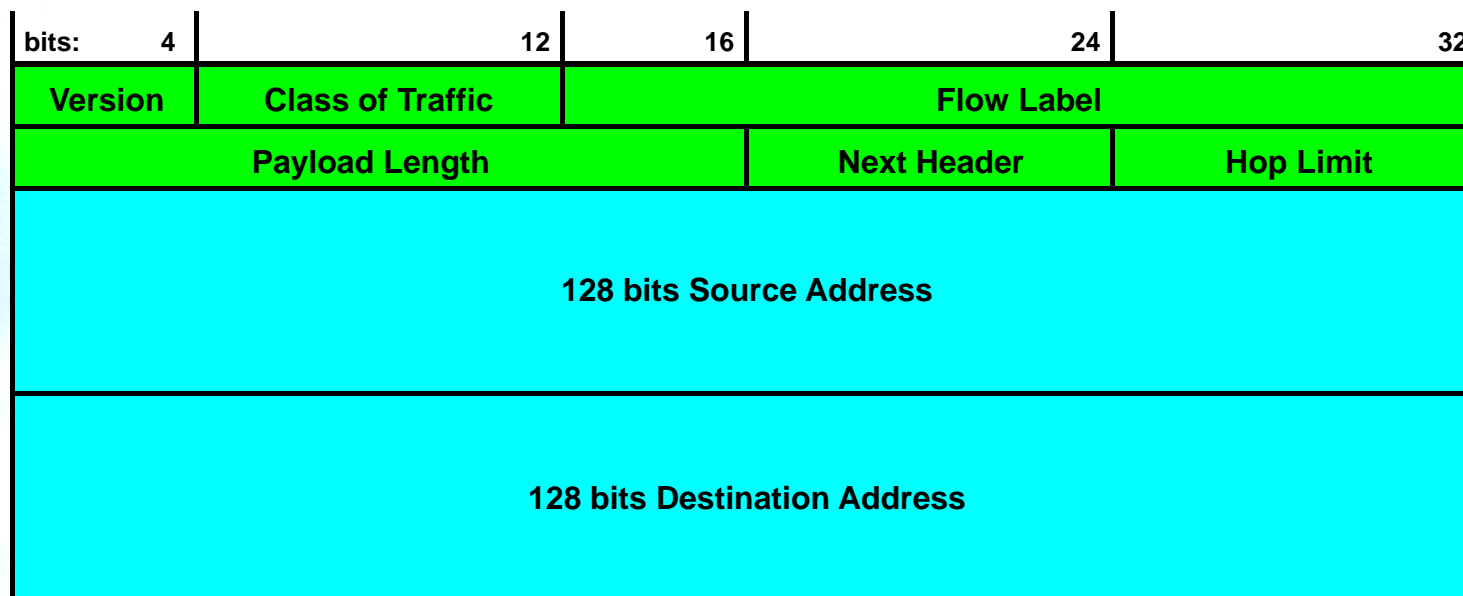 bits: 4 12 16 24 32
Version Class of Traffic Flow Label
Payload Length Next Header Hop Limit
128 bits Source Address
128 bits Destination Address